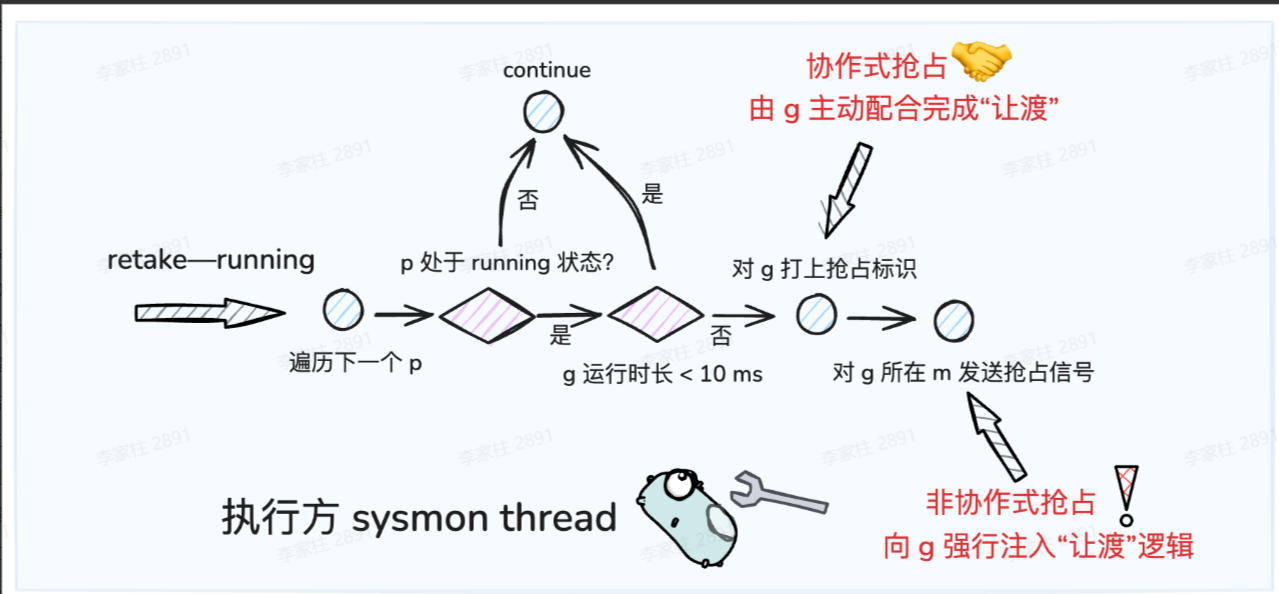 continue
协作式抢占
由 g 主动配合完成“让渡”
否
是
retake—running
p 处于 running 状态?
对 g 打上抢占标识
是
否
遍历下一个 p
g 运行时长 < 10 ms
对 g 所在 m 发送抢占信号
执行方 sysmon thread
非协作式抢占
向 g 强行注入“让渡”逻辑
李家柱 2891